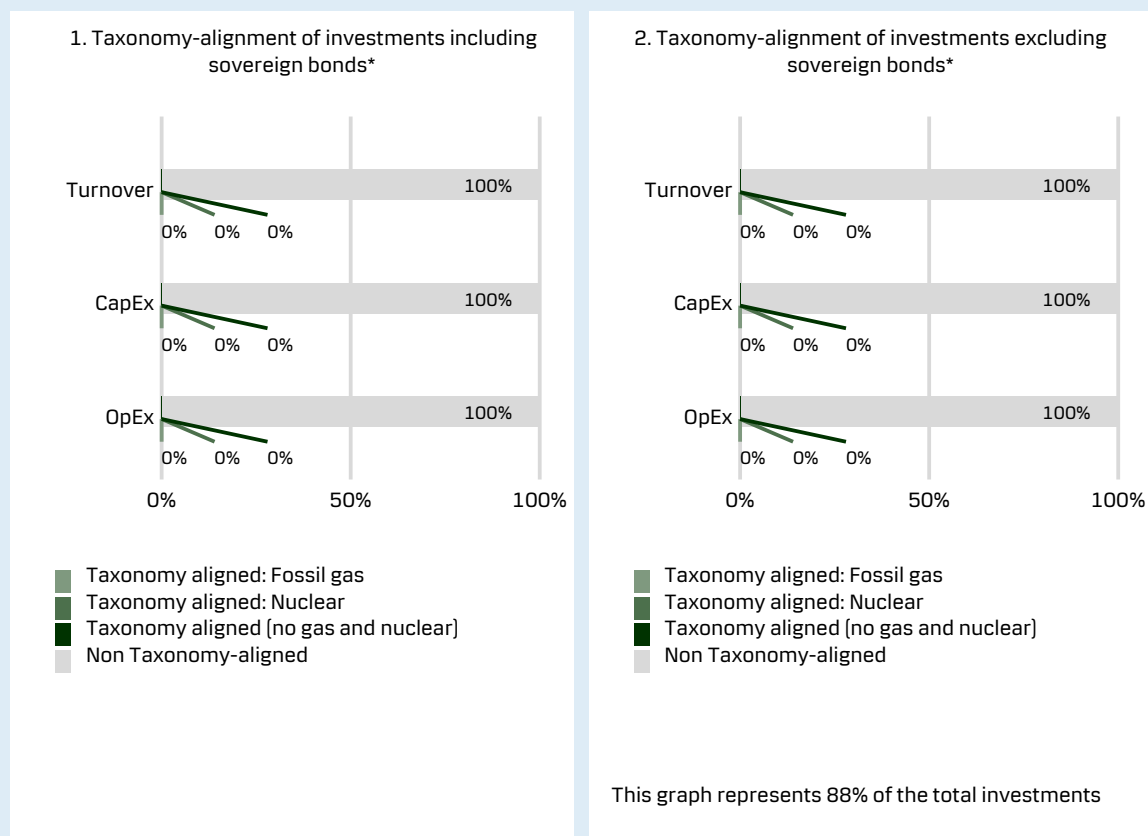 1. Taxonomy-alignment of investments including
sovereign bonds*
Turnover
100%
0% 0% 0%
CapEx
100%
0% 0% 0%
OpEx
100%
0% 0% 0%
0% 50% 100%
Taxonomy aligned: Fossil gas
Taxonomy aligned: Nuclear
Taxonomy aligned (no gas and nuclear)
Non Taxonomy-aligned
2. Taxonomy-alignment of investments excluding
sovereign bonds*
Turnover
100%
0% 0% 0%
CapEx
100%
0% 0% 0%
OpEx
100%
0% 0% 0%
0% 50% 100%
Taxonomy aligned: Fossil gas
Taxonomy aligned: Nuclear
Taxonomy aligned (no gas and nuclear)
Non Taxonomy-aligned
This graph represents 88% of the total investments